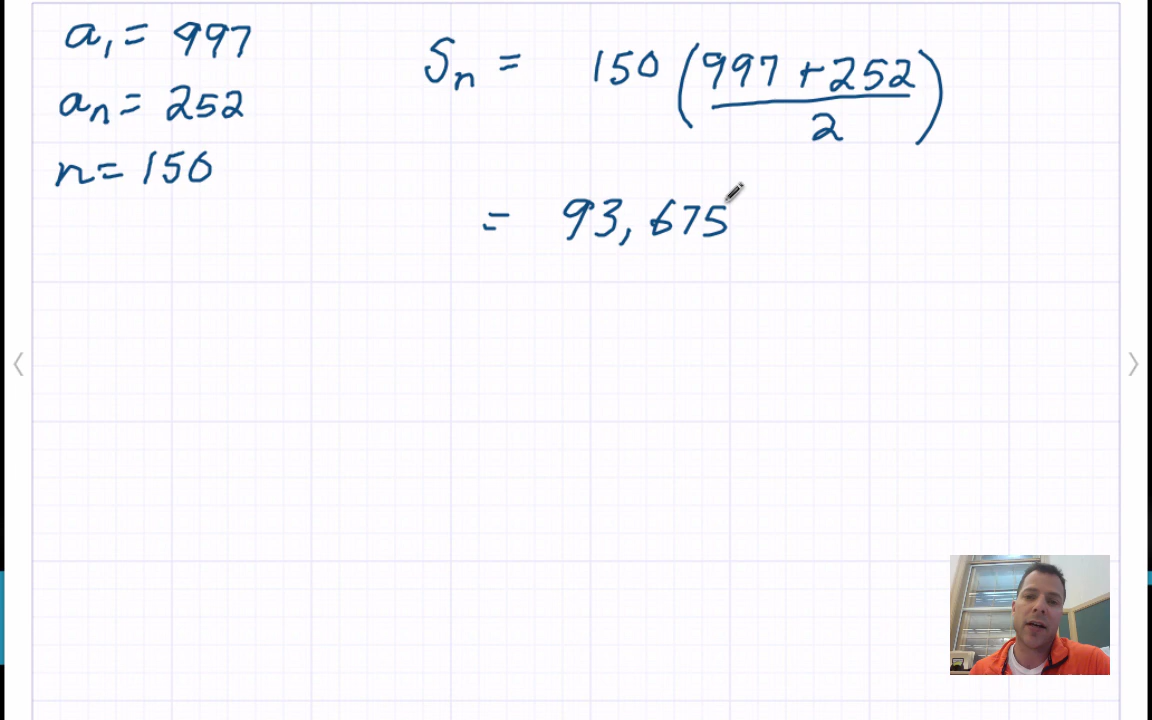 a₁ = 997
aₙ = 252
n = 150
Sₙ = 150 (997 + 252 / 2)
= 93,675